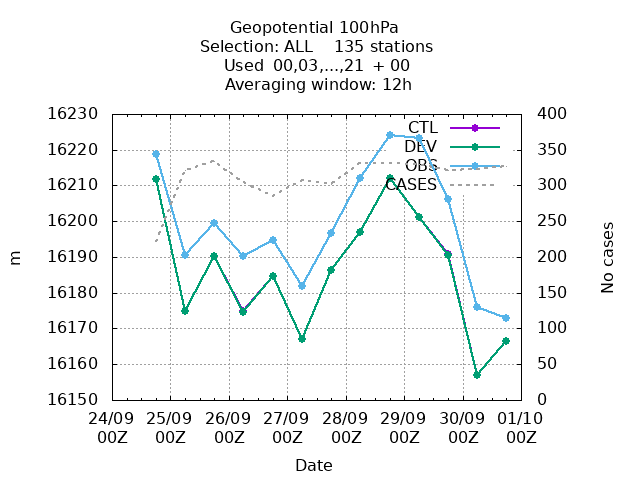 Geopotential 100hPa
Selection: ALL 135 stations
Used 00,03,...,21 + 00
Averaging window: 12h
16230
16220
16210
16200
16190
16180
16170
16160
16150
400
350
300
250
200
150
100
50
0
CTL
DEV
OBS
CASES
m
No cases
24/09 25/09 26/09 27/09 28/09 29/09 30/09 01/10
00Z 00Z 00Z 00Z 00Z 00Z 00Z 00Z
Date